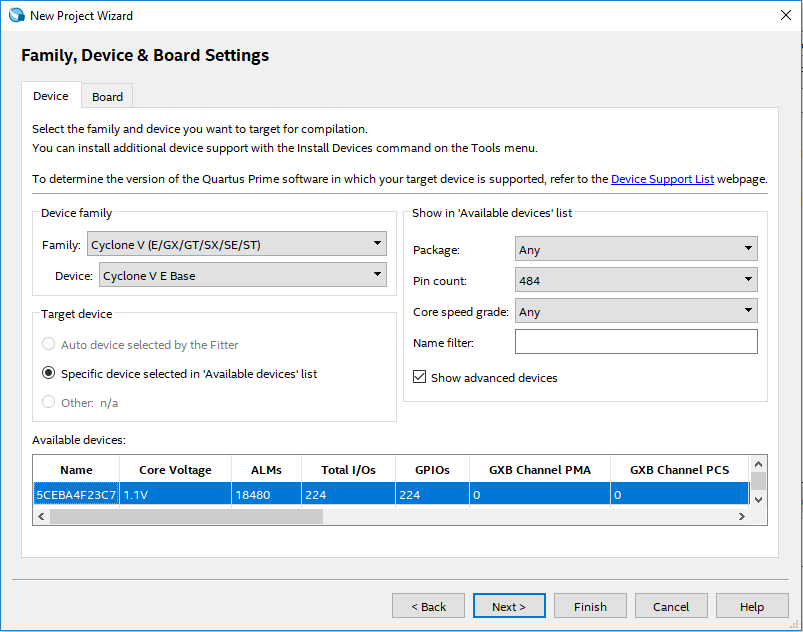 New Project Wizard
Family, Device & Board Settings
Device Board
Select the family and device you want to target for compilation.
You can install additional device support with the Install Devices command on the Tools menu.
To determine the version of the Quartus Prime software in which your target device is supported, refer to the Device Support List webpage.
Device family
Family: Cyclone V (E/GX/GT/SX/SE/ST)
Device: Cyclone V E Base
Target device
Auto device selected by the Fitter
Specific device selected in 'Available devices' list
Other: n/a
Show in 'Available devices' list
Package: Any
Pin count: 484
Core speed grade: Any
Name filter:
Show advanced devices
Available devices:
Name Core Voltage ALMs Total I/Os GPIOs GXB Channel PMA GXB Channel PCS
5CEBA4F23C7 1.1V 18480 224 224 0 0
< Back Next > Finish Cancel Help